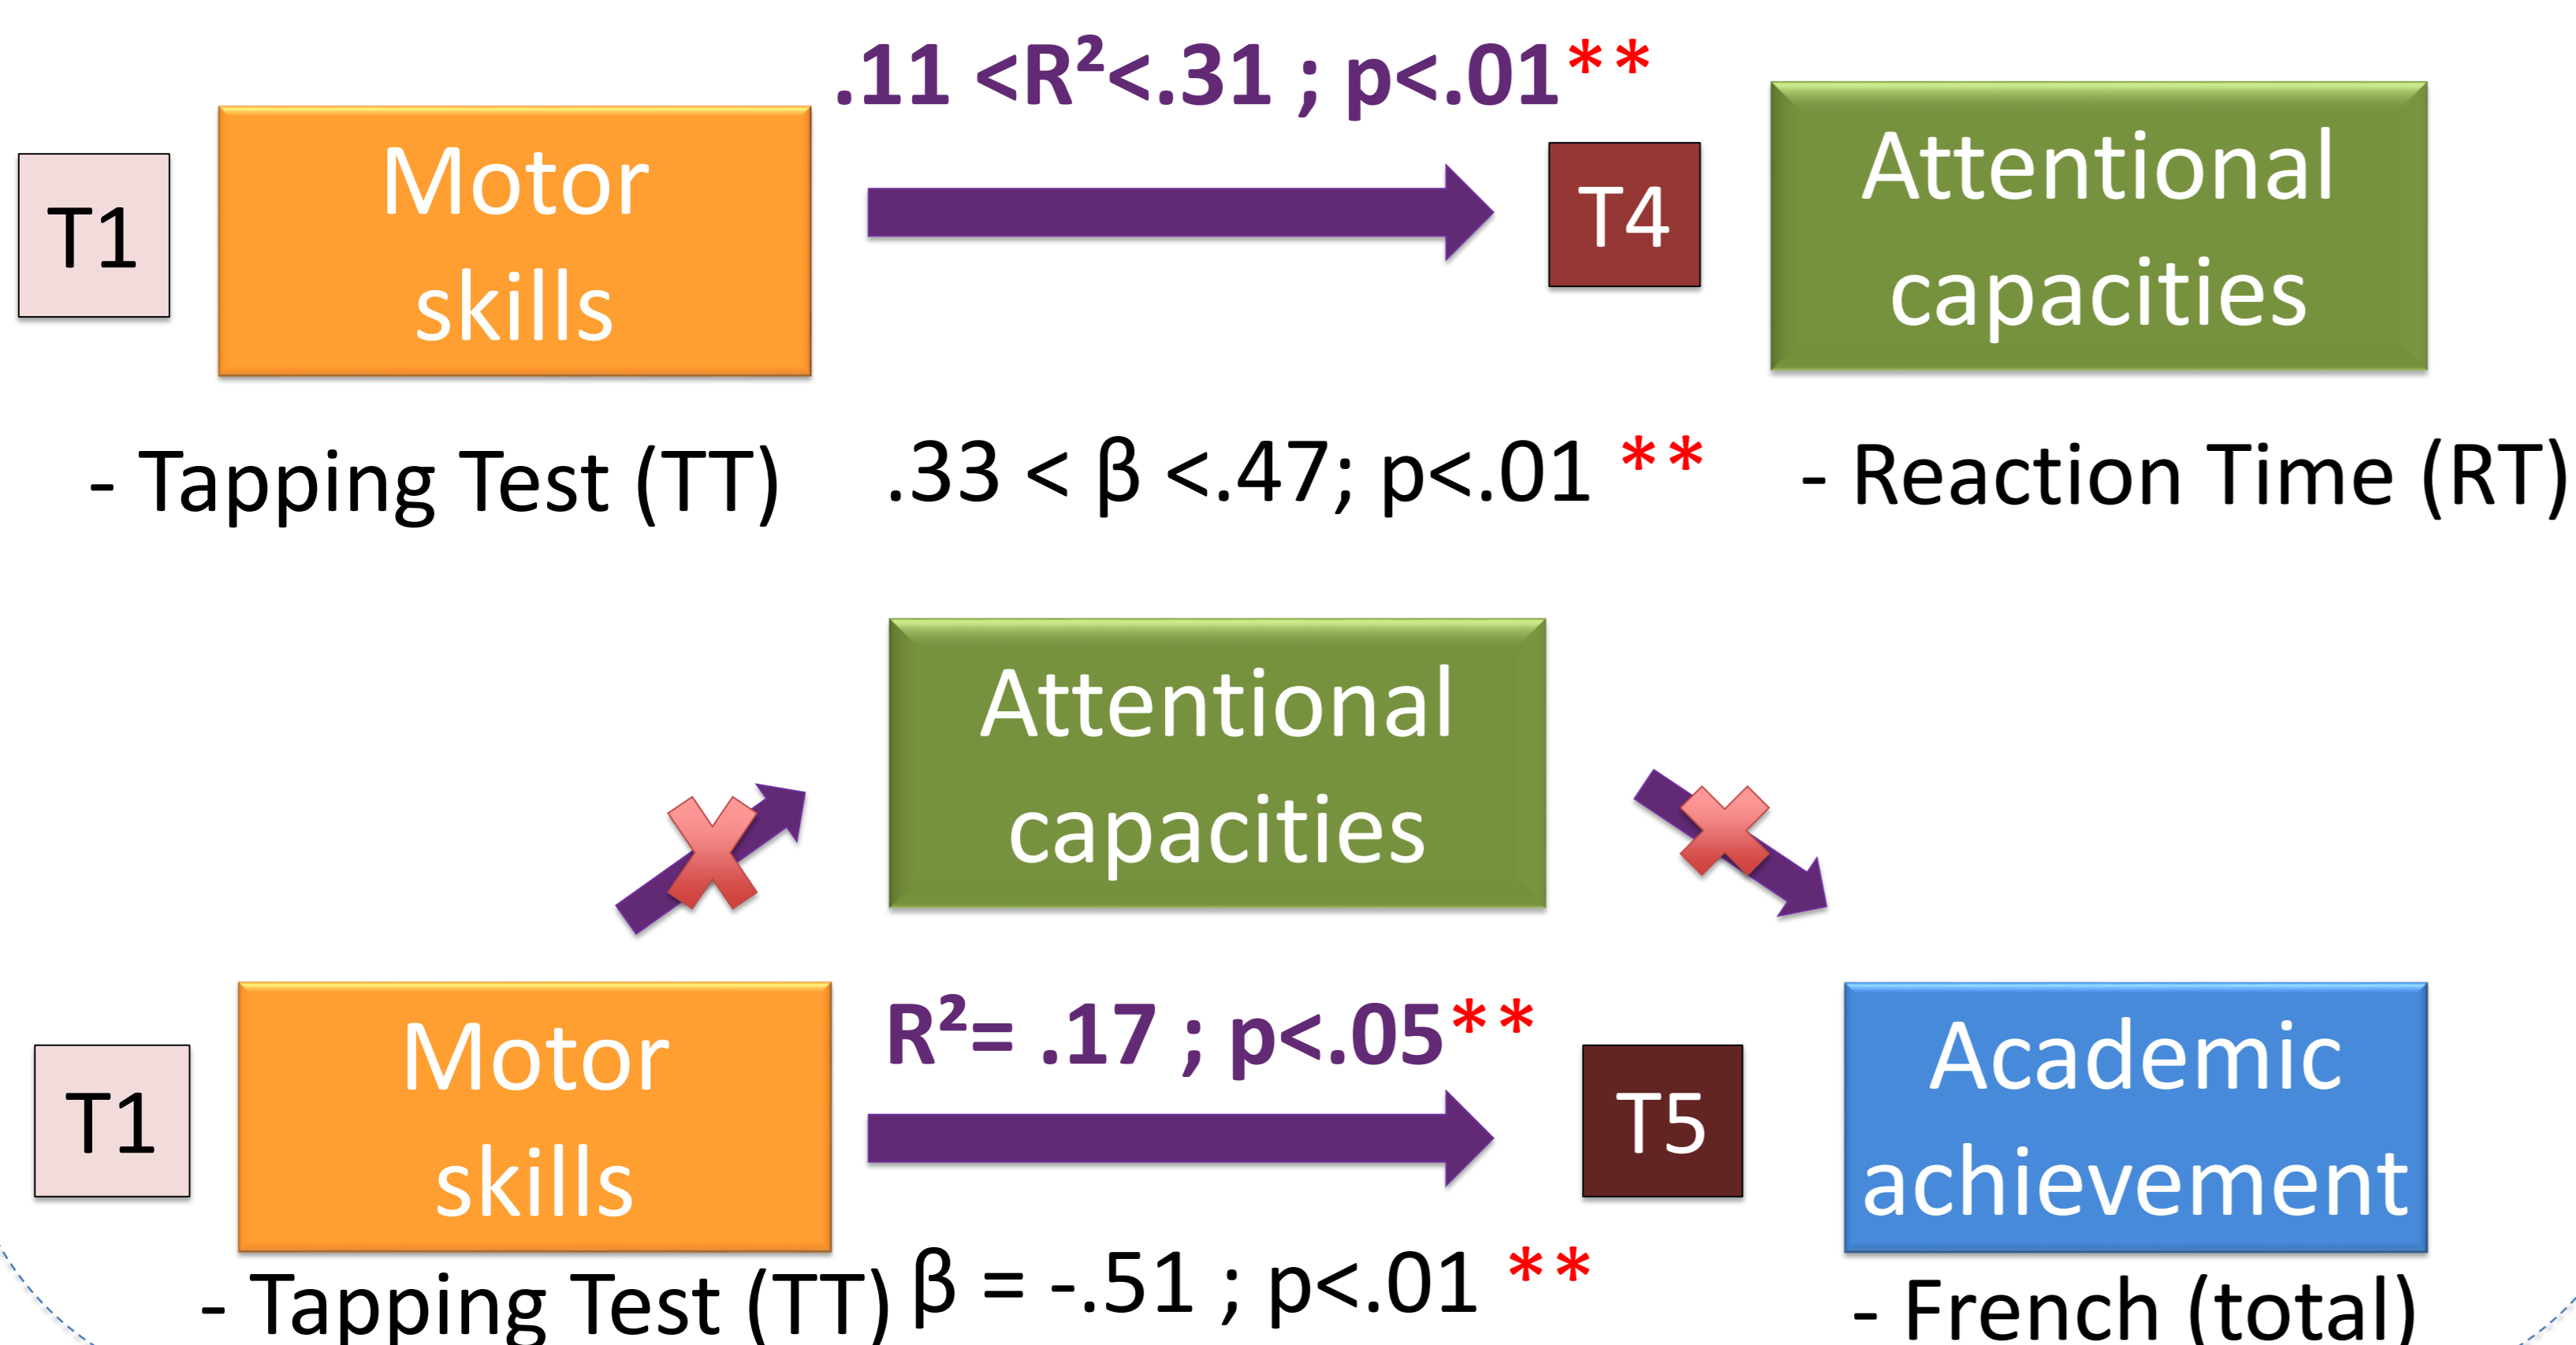 .11 <R²<.31 ; p<.01**
T1
Motor
skills
T4
Attentional
capacities
- Tapping Test (TT)
.33 < β <.47; p<.01 **
- Reaction Time (RT)
Attentional
capacities
T1
Motor
skills
R²= .17 ; p<.05**
T5
Academic
achievement
- Tapping Test (TT)
β = -.51 ; p<.01 **
- French (total)